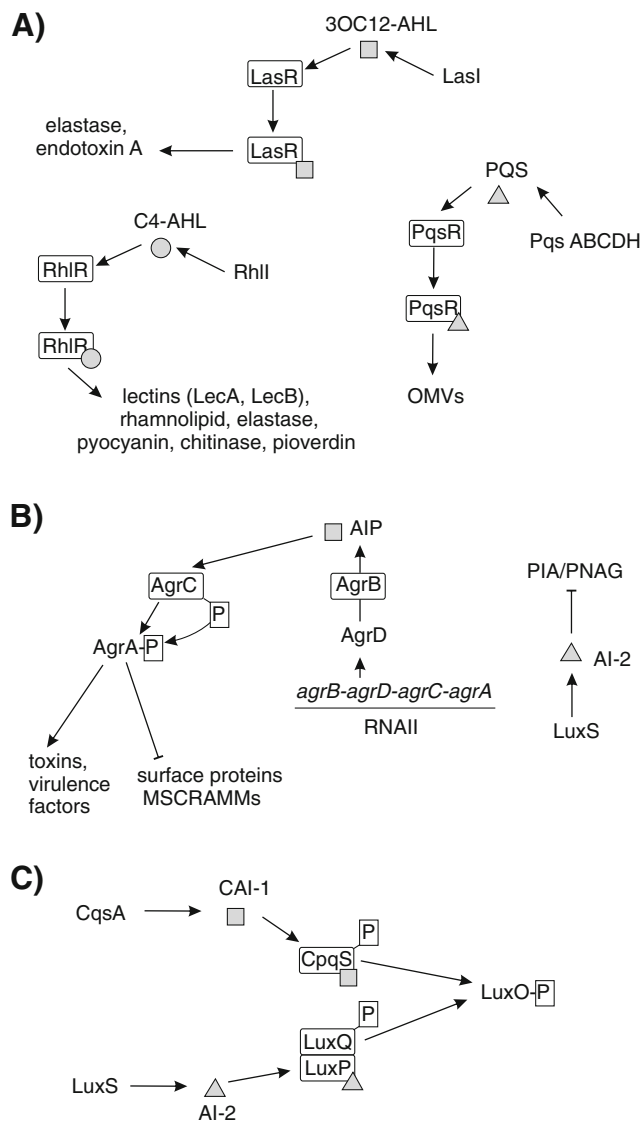 A)
3OC12-AHL
LasR
LasI
elastase,
endotoxin A
LasR
PQS
C4-AHL
PqsR
Pqs ABCDH
RhlR
RhlI
PqsR
RhlR
OMVs
lectins (LecA, LecB),
rhamnolipid, elastase,
pyocyanin, chitinase, pioverdin
B)
AIP
PIA/PNAG
AgrC
AgrB
P
AgrD
AgrA-P
AI-2
agrB-agrD-agrC-agrA
RNAII
LuxS
toxins,
virulence
factors
surface proteins
MSCRAMMs
C)
CAI-1
CqsA
P
CpqS
LuxO-P
P
LuxQ
LuxP
LuxS
AI-2